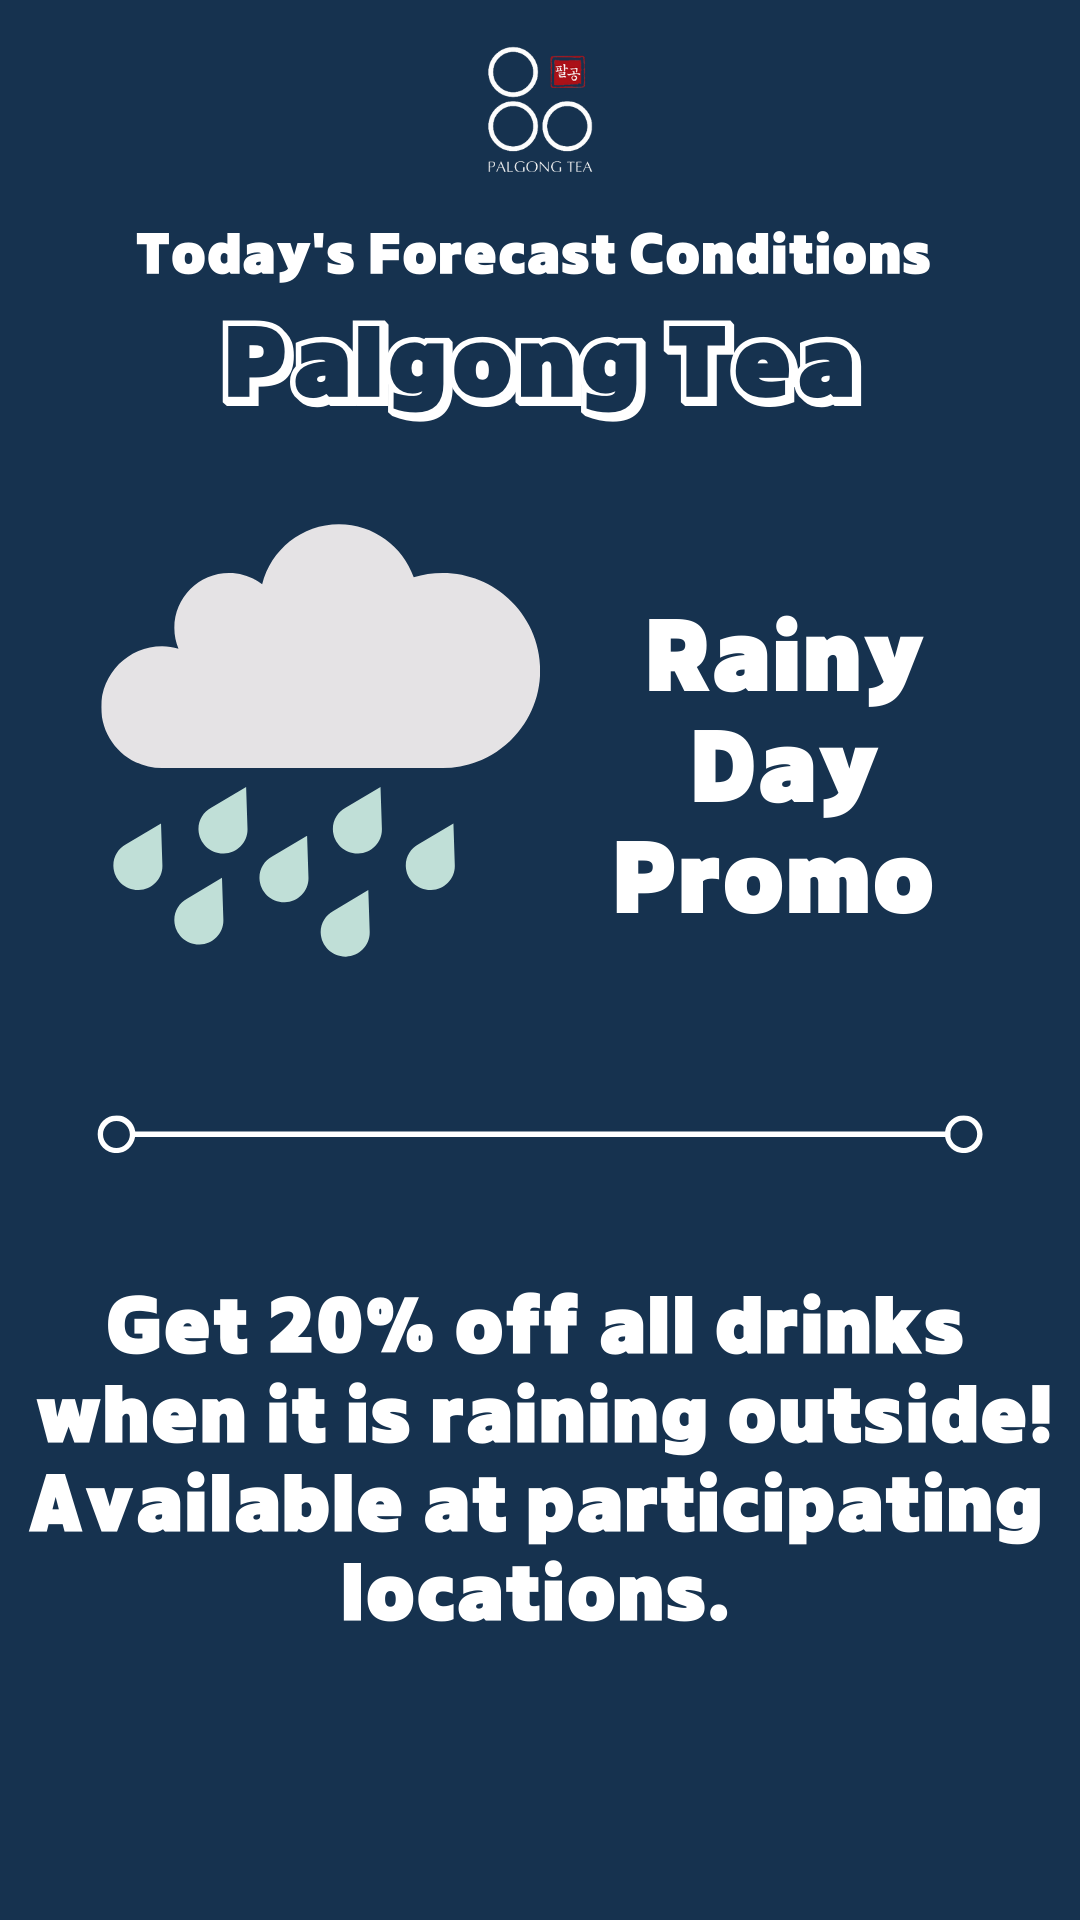 팔공
PALGONG TEA
Today's Forecast Conditions
Palgong Tea
Rainy
Day
Promo
Get 20% off all drinks
when it is raining outside!
Available at participating
locations.